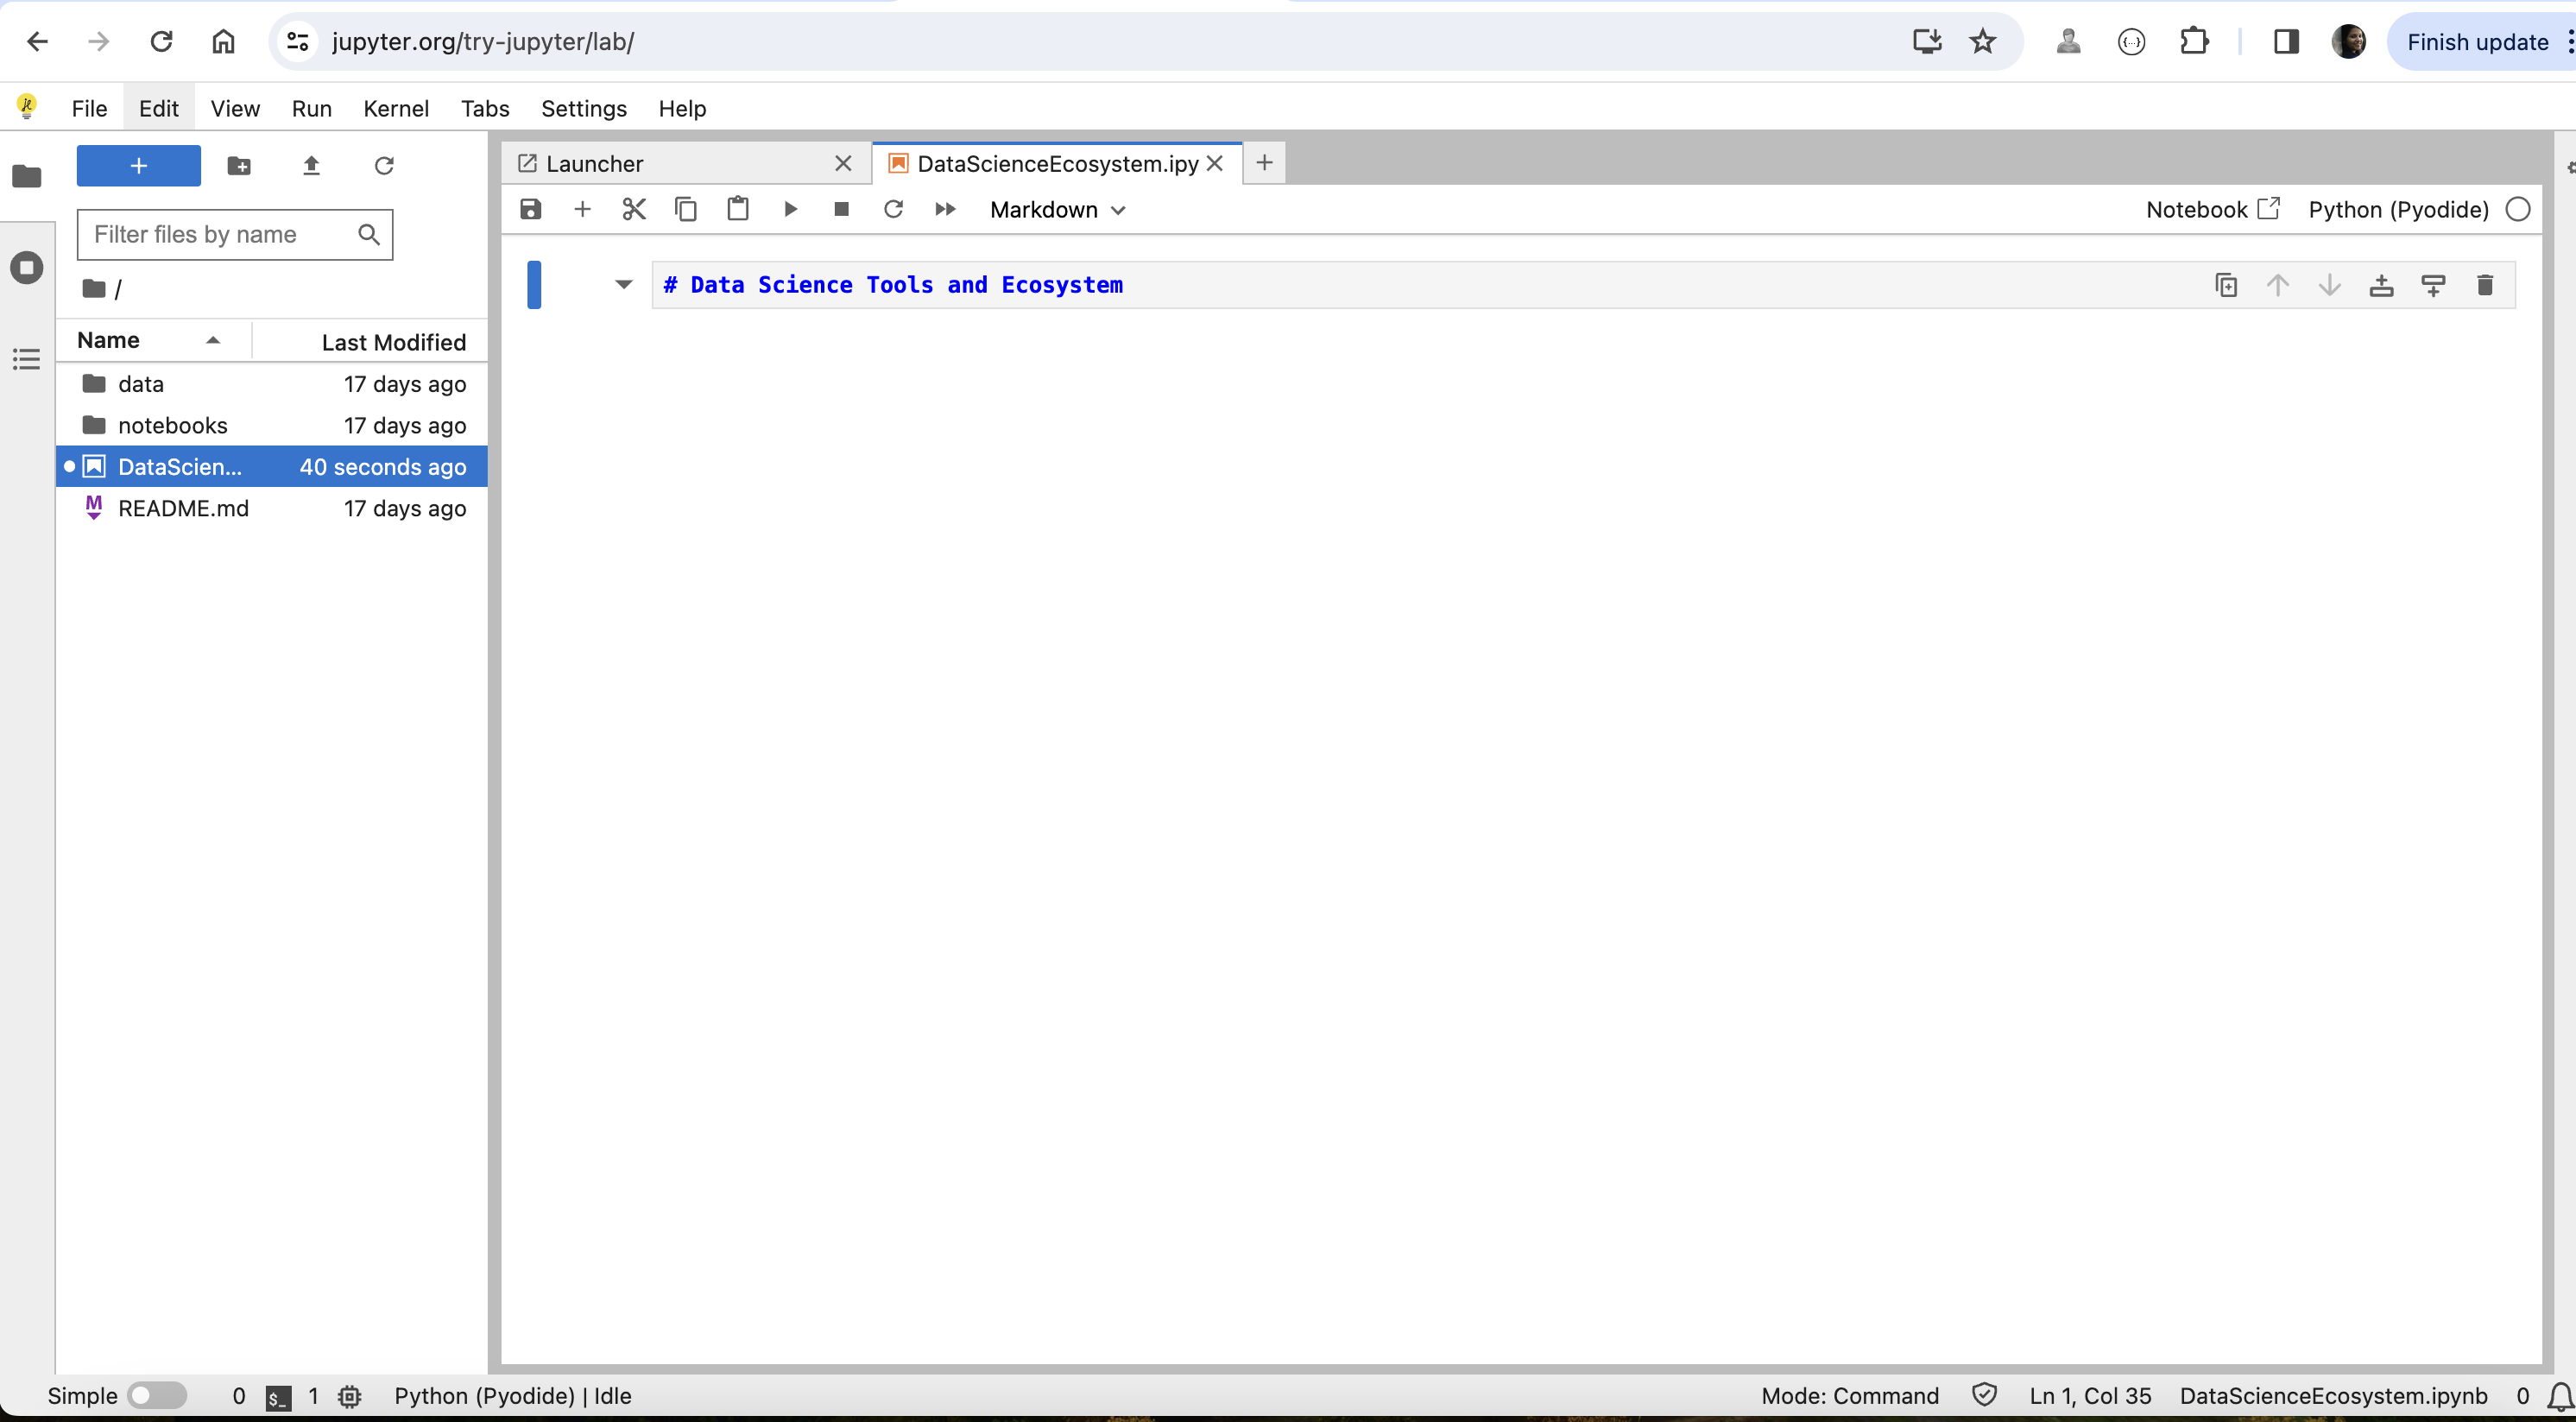 jupyter.org/try-jupyter/lab/
Finish update
File Edit View Run Kernel Tabs Settings Help
Launcher
DataScienceEcosystem.ipy
Filter files by name
Markdown
Notebook
Python (Pyodide)
/
# Data Science Tools and Ecosystem
Name Last Modified
data 17 days ago
notebooks 17 days ago
DataScien... 40 seconds ago
README.md 17 days ago
Simple 0 $_ 1 Python (Pyodide) | Idle Mode: Command Ln 1, Col 35 DataScienceEcosystem.ipynb 0